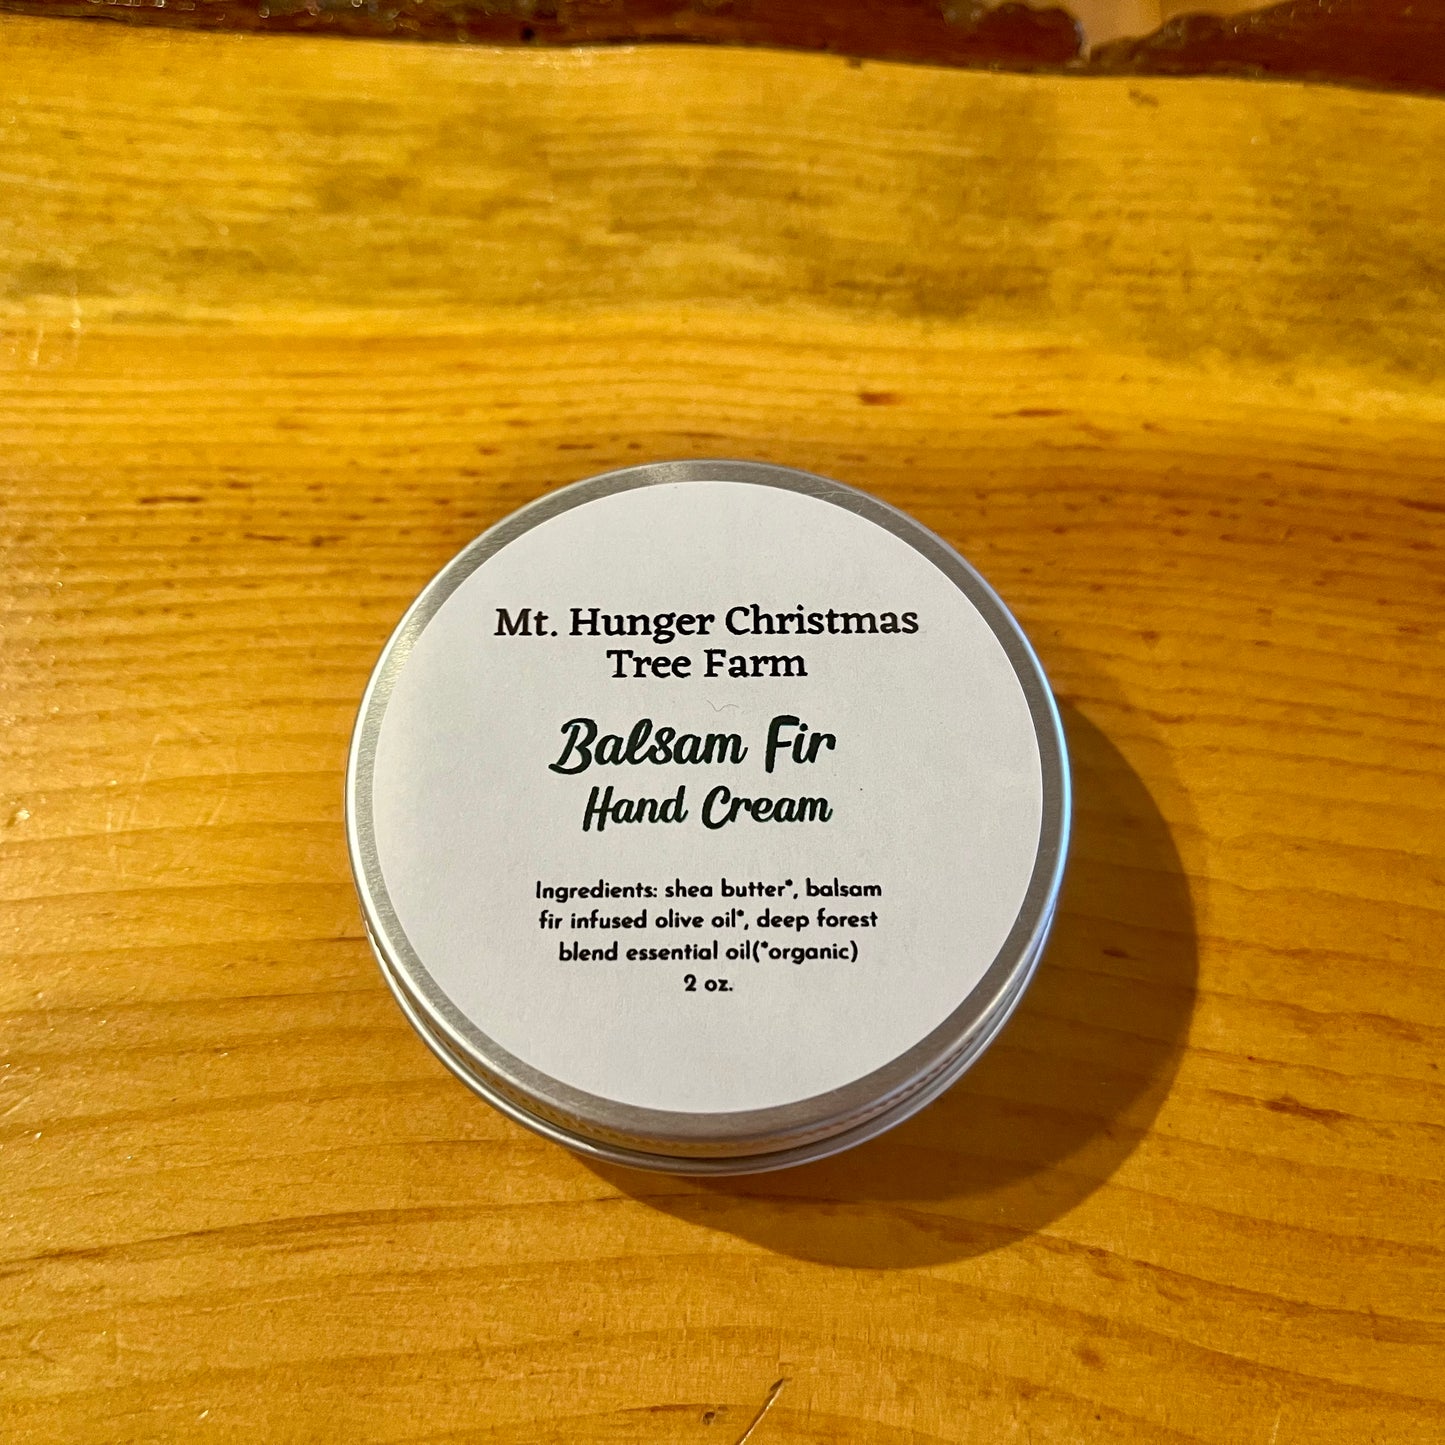 Mt. Hunger Christmas
Tree Farm
Balsam Fir
Hand Cream
Ingredients: shea butter*, balsam
fir infused olive oil*, deep forest
blend essential oil(*organic)
2 oz.